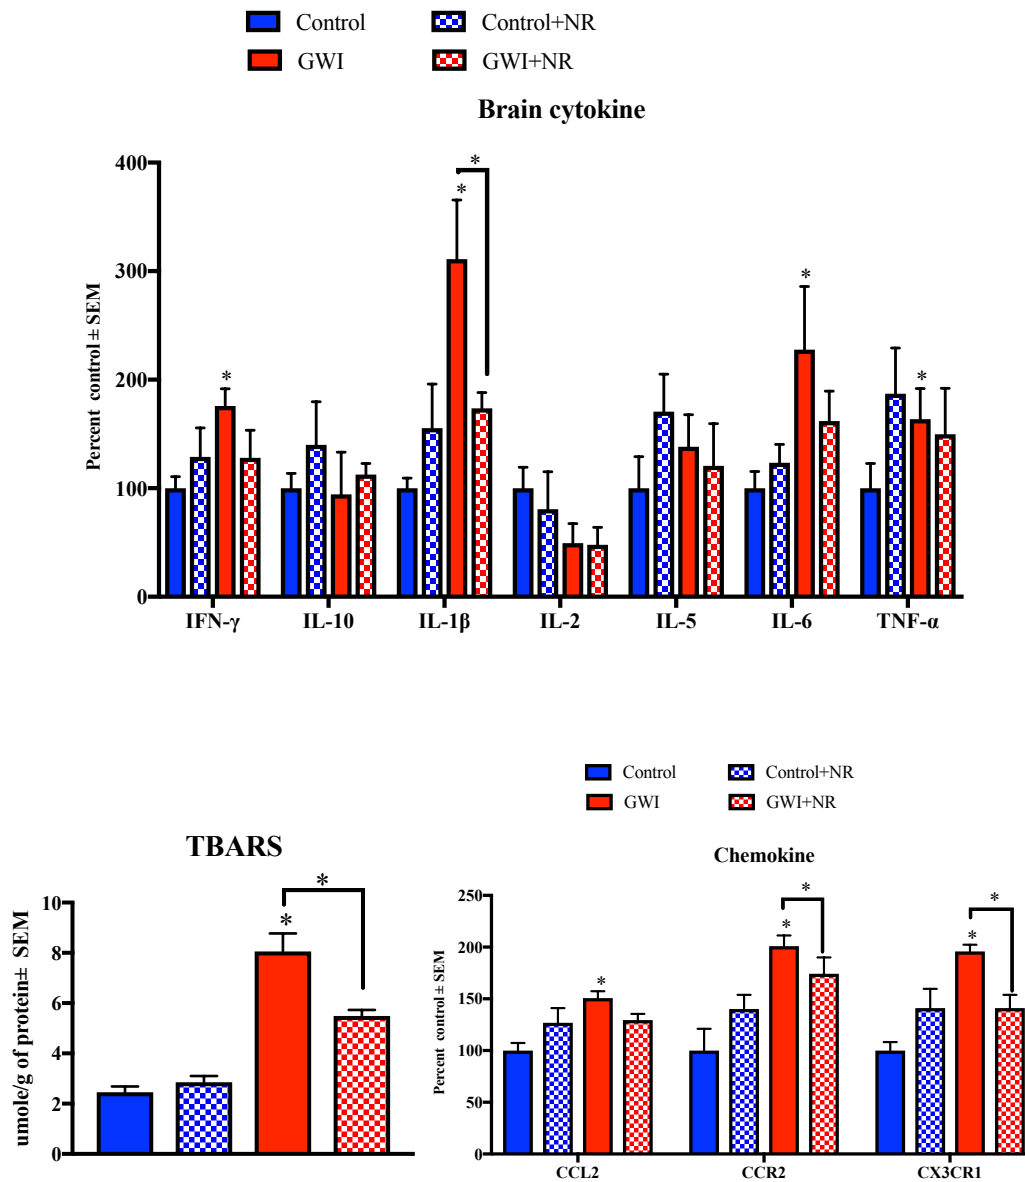 Control Control+NR
GWI GWI+NR
Brain cytokine
Percent control ± SEM
400
300
200
100
0
* * * * *
IFN-γ IL-10 IL-1β IL-2 IL-5 IL-6 TNF-α
Control Control+NR
GWI GWI+NR
TBARS
umole/g of protein± SEM
10
8
6
4
2
0
* *
Chemokine
Percent control ± SEM
250
200
150
100
50
0
* * * * *
CCL2 CCR2 CX3CR1